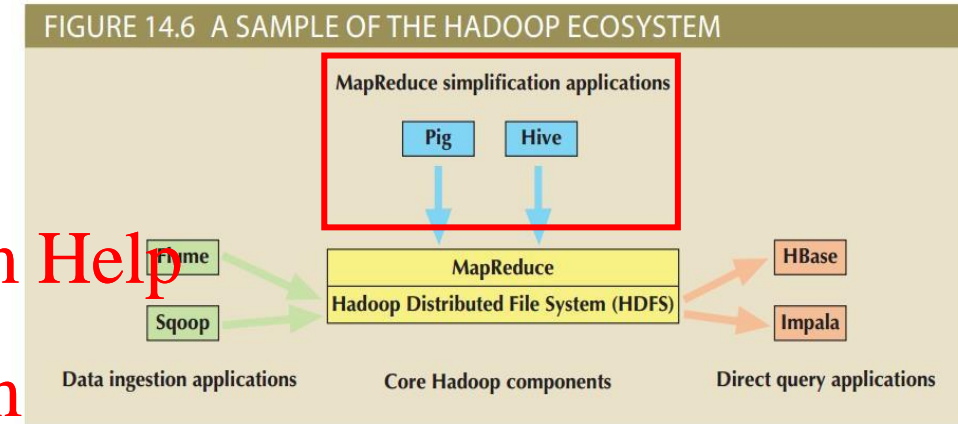 FIGURE 14.6 A SAMPLE OF THE HADOOP ECOSYSTEM
MapReduce simplification applications
Pig Hive
Help
Flume
MapReduce
HBase
Hadoop Distributed File System (HDFS)
Sqoop
Impala
Data ingestion applications
Core Hadoop components
Direct query applications